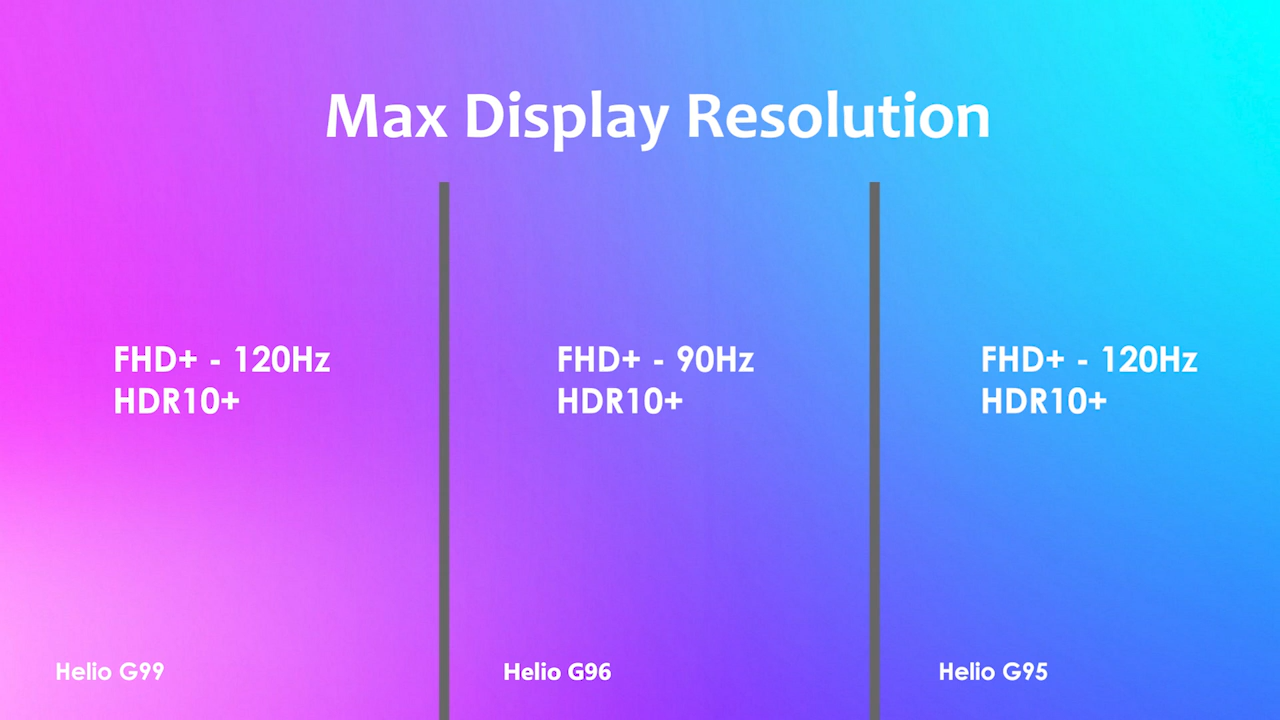 Max Display Resolution
FHD+ - 120Hz
HDR10+
FHD+ - 90Hz
HDR10+
FHD+ - 120Hz
HDR10+
Helio G99
Helio G96
Helio G95